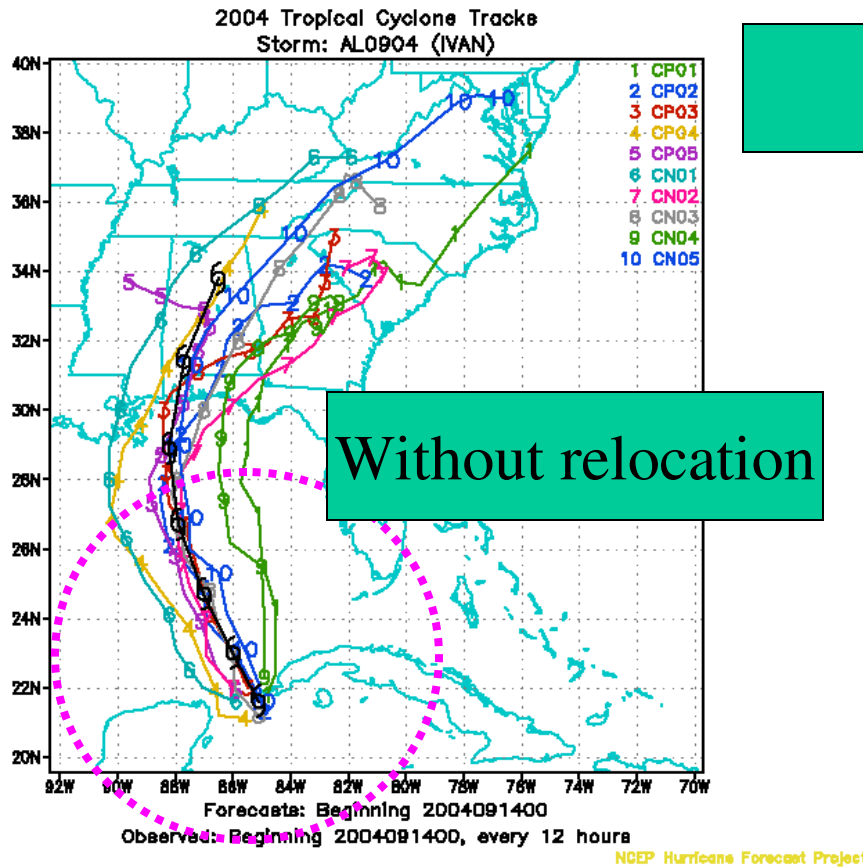 2004 Tropical Cyclone Tracks
Storm: AL0904 (IVAN)
40N
38N
36N
34N
32N
30N
28N
26N
24N
22N
20N
1 CP01
2 CP02
3 CP03
4 CP04
5 CP05
6 CN01
7 CN02
8 CN03
9 CN04
10 CN05
Without relocation
92W 90W 88W 86W 84W 82W 80W 78W 76W 74W 72W 70W
Forecasts: Beginning 2004091400
Observed: Beginning 2004091400, every 12 hours
NCEP Hurricane Forecast Project